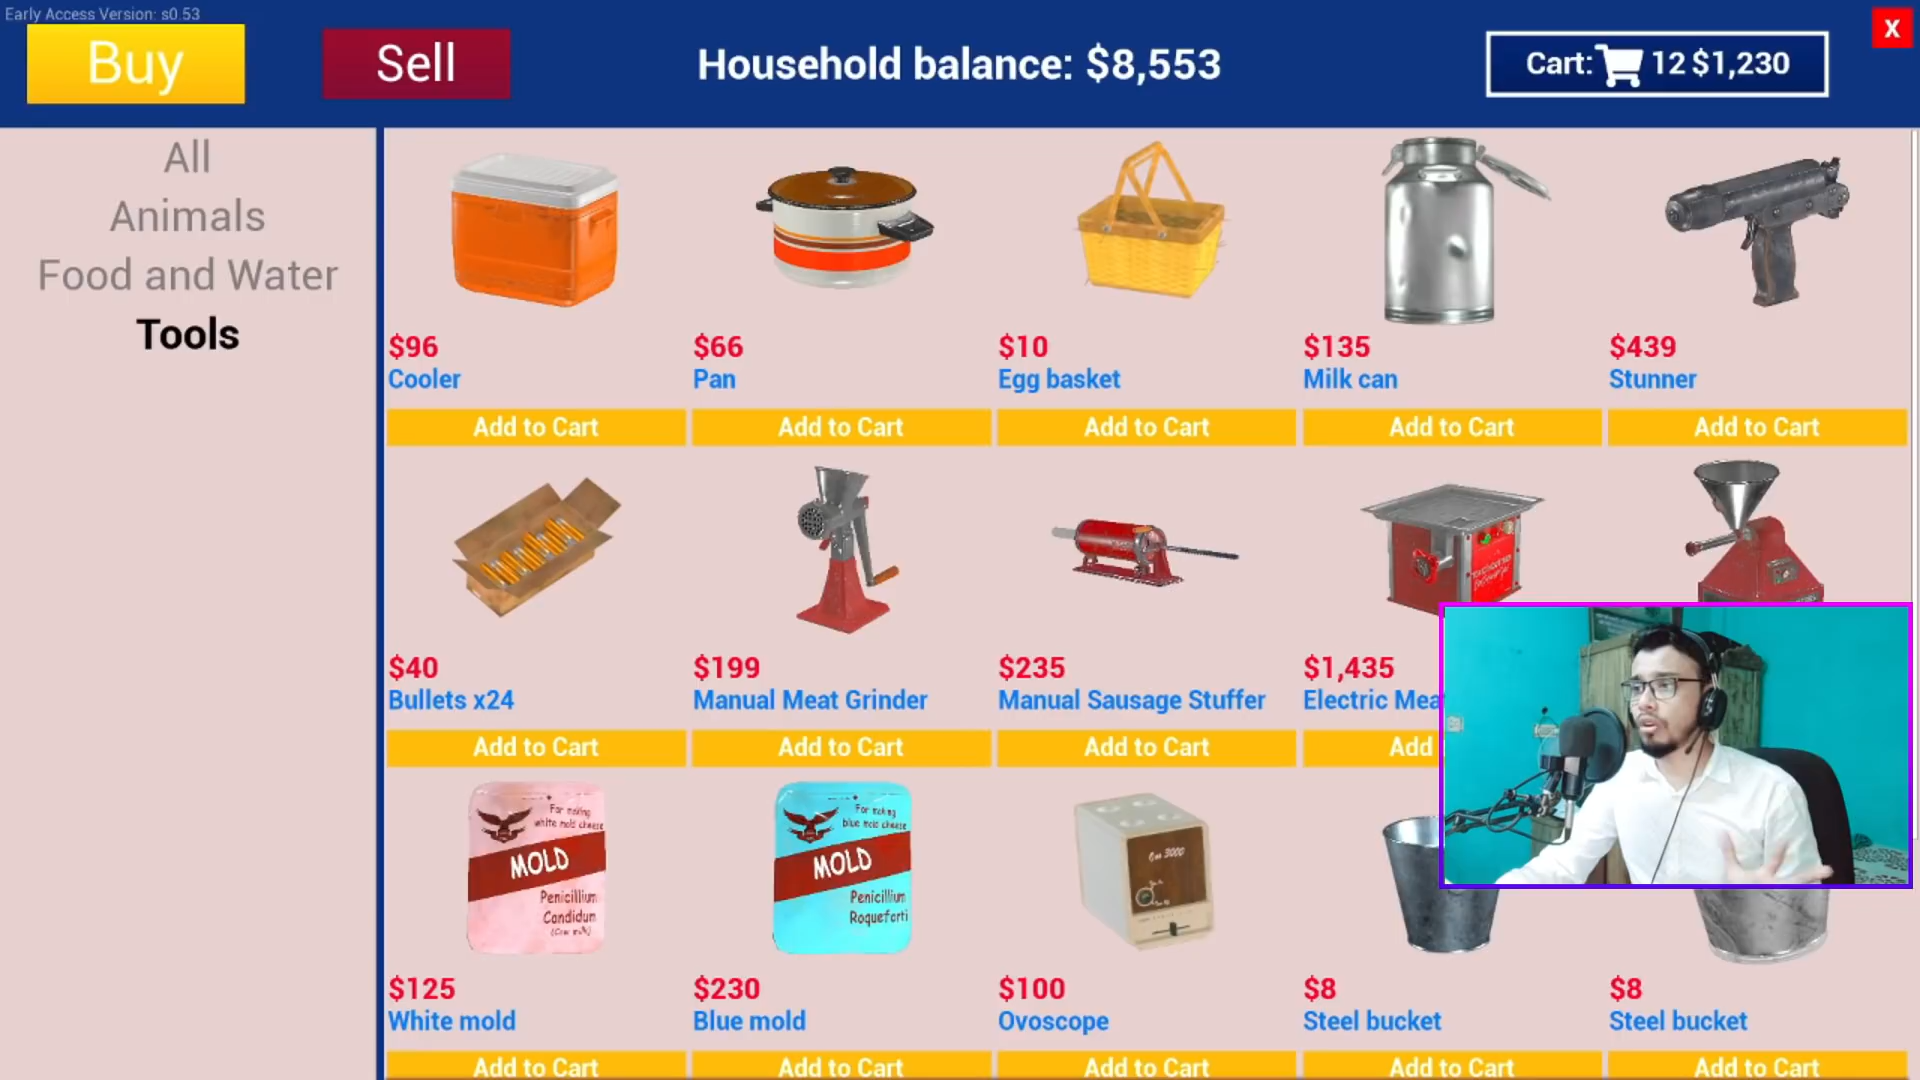 Early Access Version: s0.53
Buy
Sell
Household balance: $8,553
Cart: 12 $1,230
X
All
Animals
Food and Water
Tools
$96
Cooler
Add to Cart
$66
Pan
Add to Cart
$10
Egg basket
Add to Cart
$135
Milk can
Add to Cart
$439
Stunner
Add to Cart
$40
Bullets x24
Add to Cart
$199
Manual Meat Grinder
Add to Cart
$235
Manual Sausage Stuffer
Add to Cart
$1,435
Electric Mea
Add
For making
white mold cheese
MOLD
Penicillium
Candidum
(Cow milk)
$125
White mold
Add to Cart
For making
blue mold cheese
MOLD
Penicillium
Roqueforti
$230
Blue mold
Add to Cart
Ovo 3000
$100
Ovoscope
Add to Cart
$8
Steel bucket
Add to Cart
$8
Steel bucket
Add to Cart